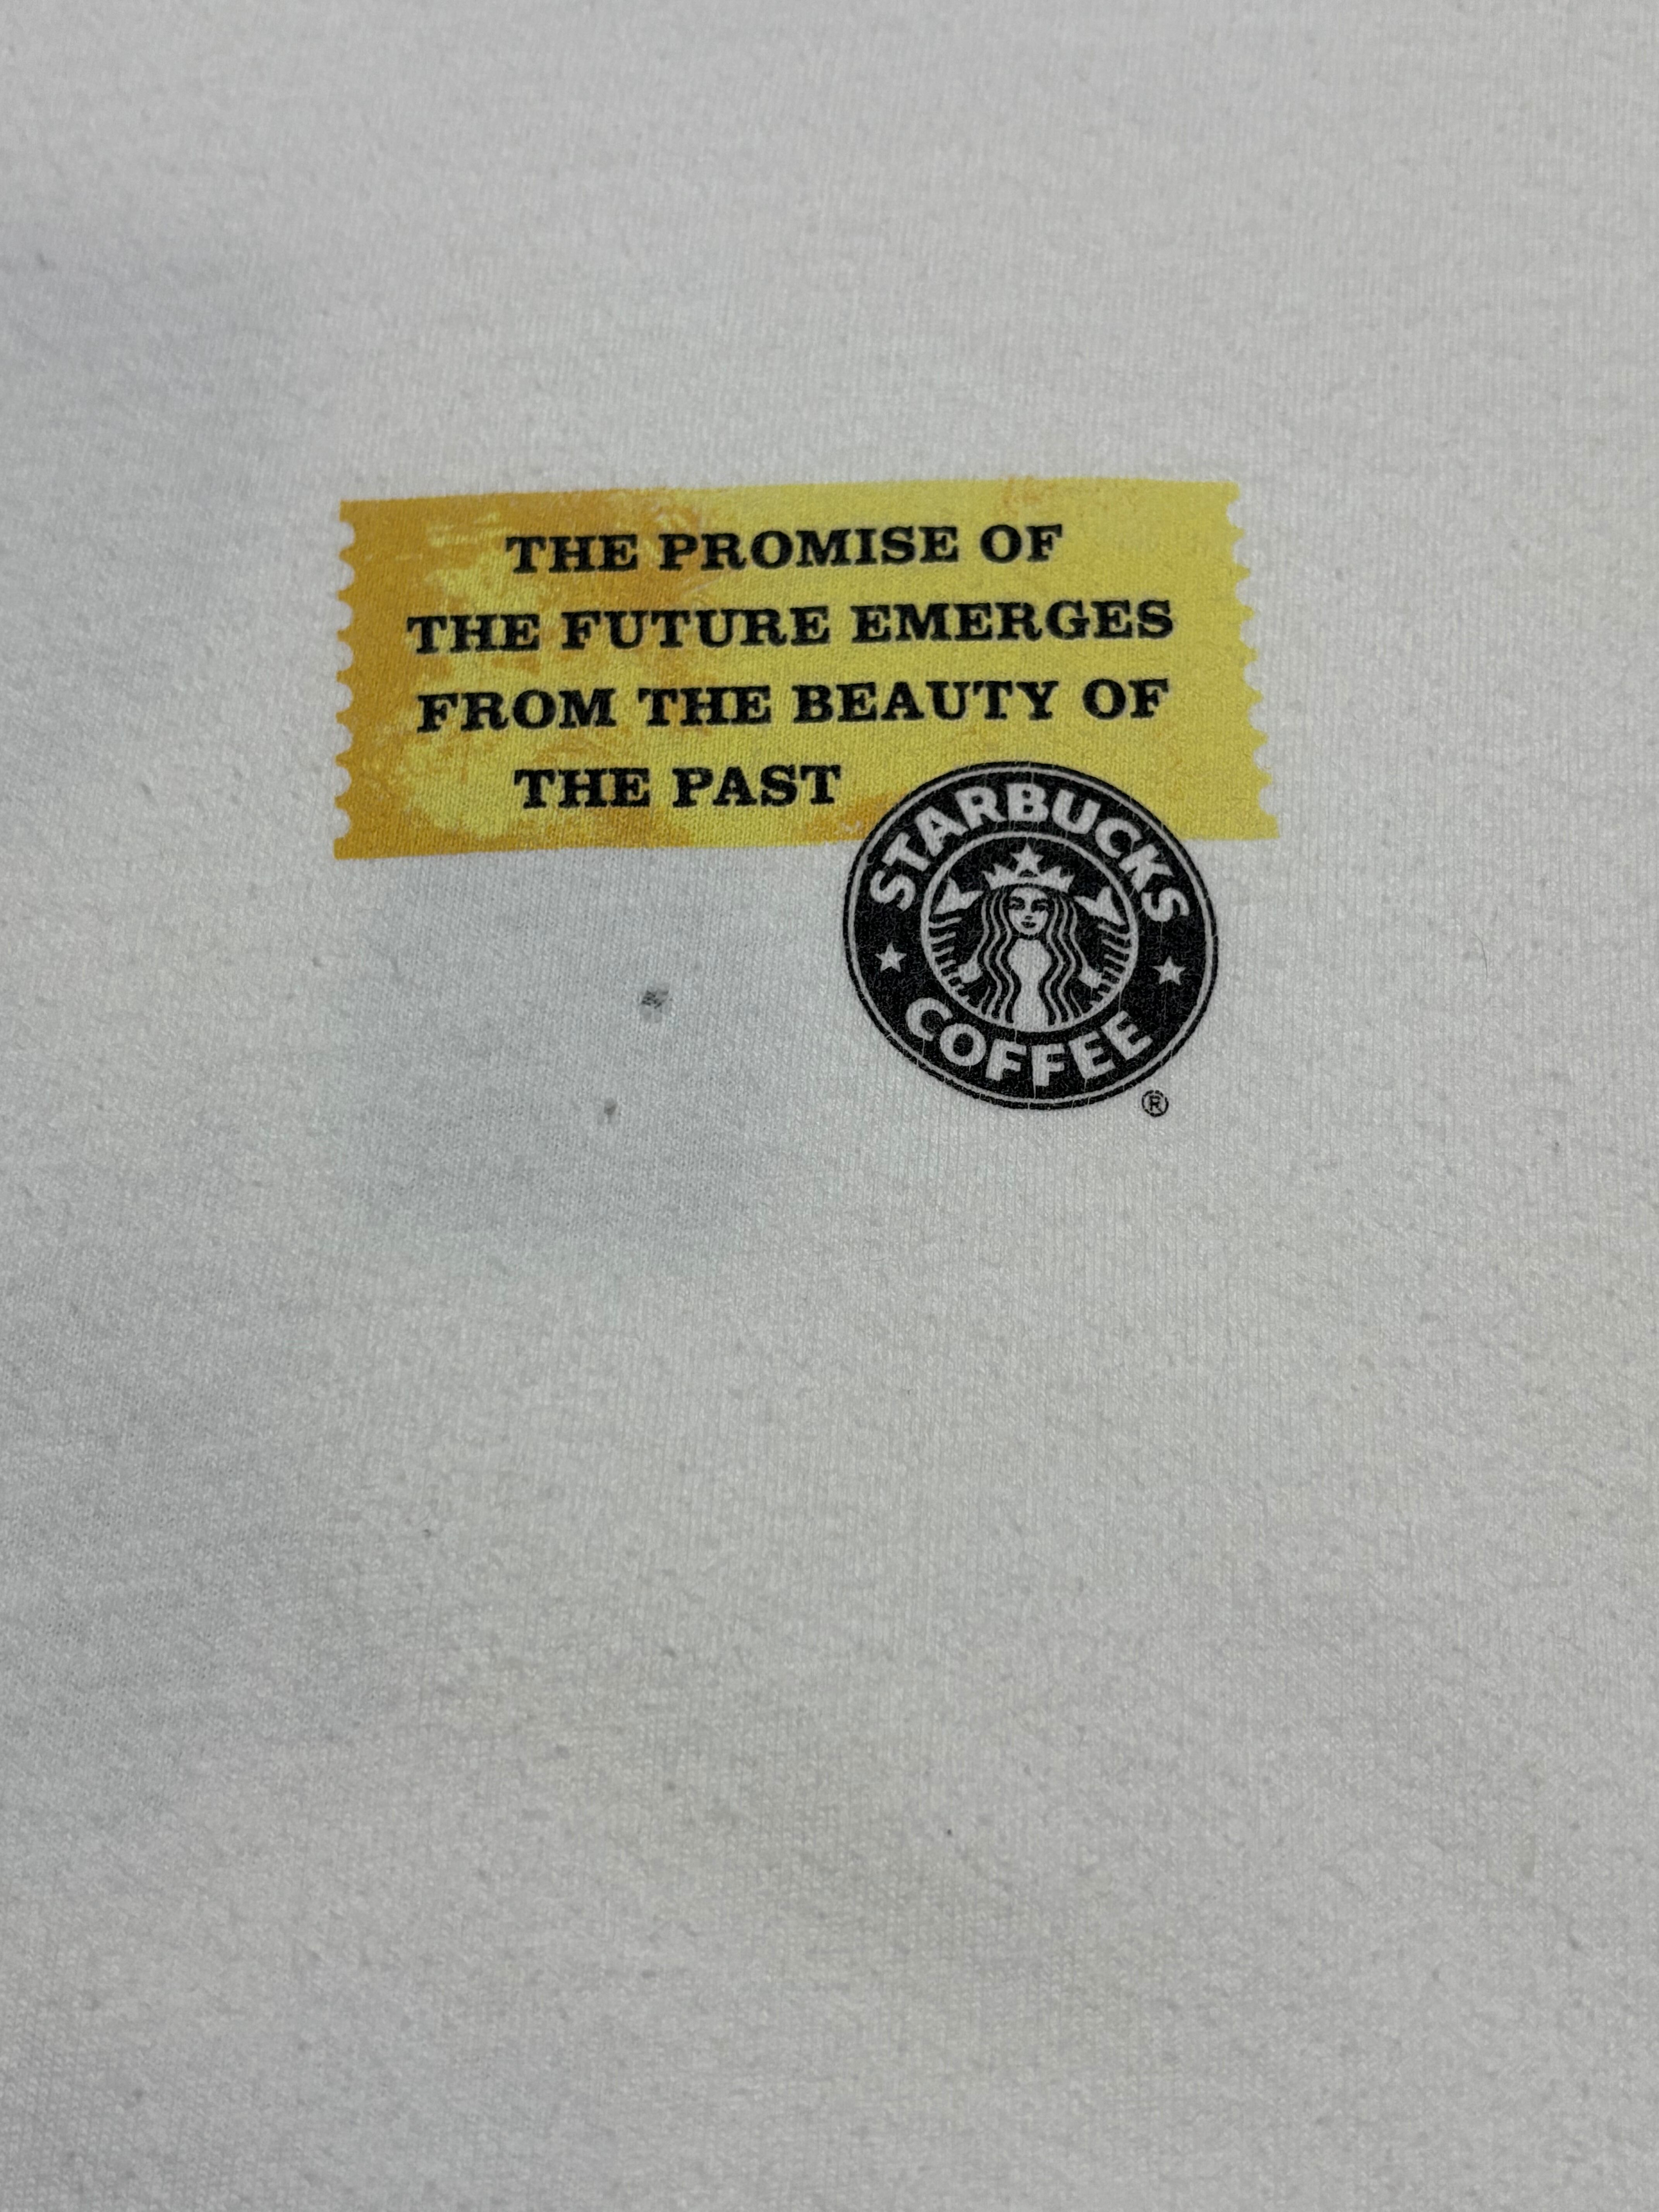 THE PROMISE OF
THE FUTURE EMERGES
FROM THE BEAUTY OF
THE PAST
STARBUCKS
COFFEE
®